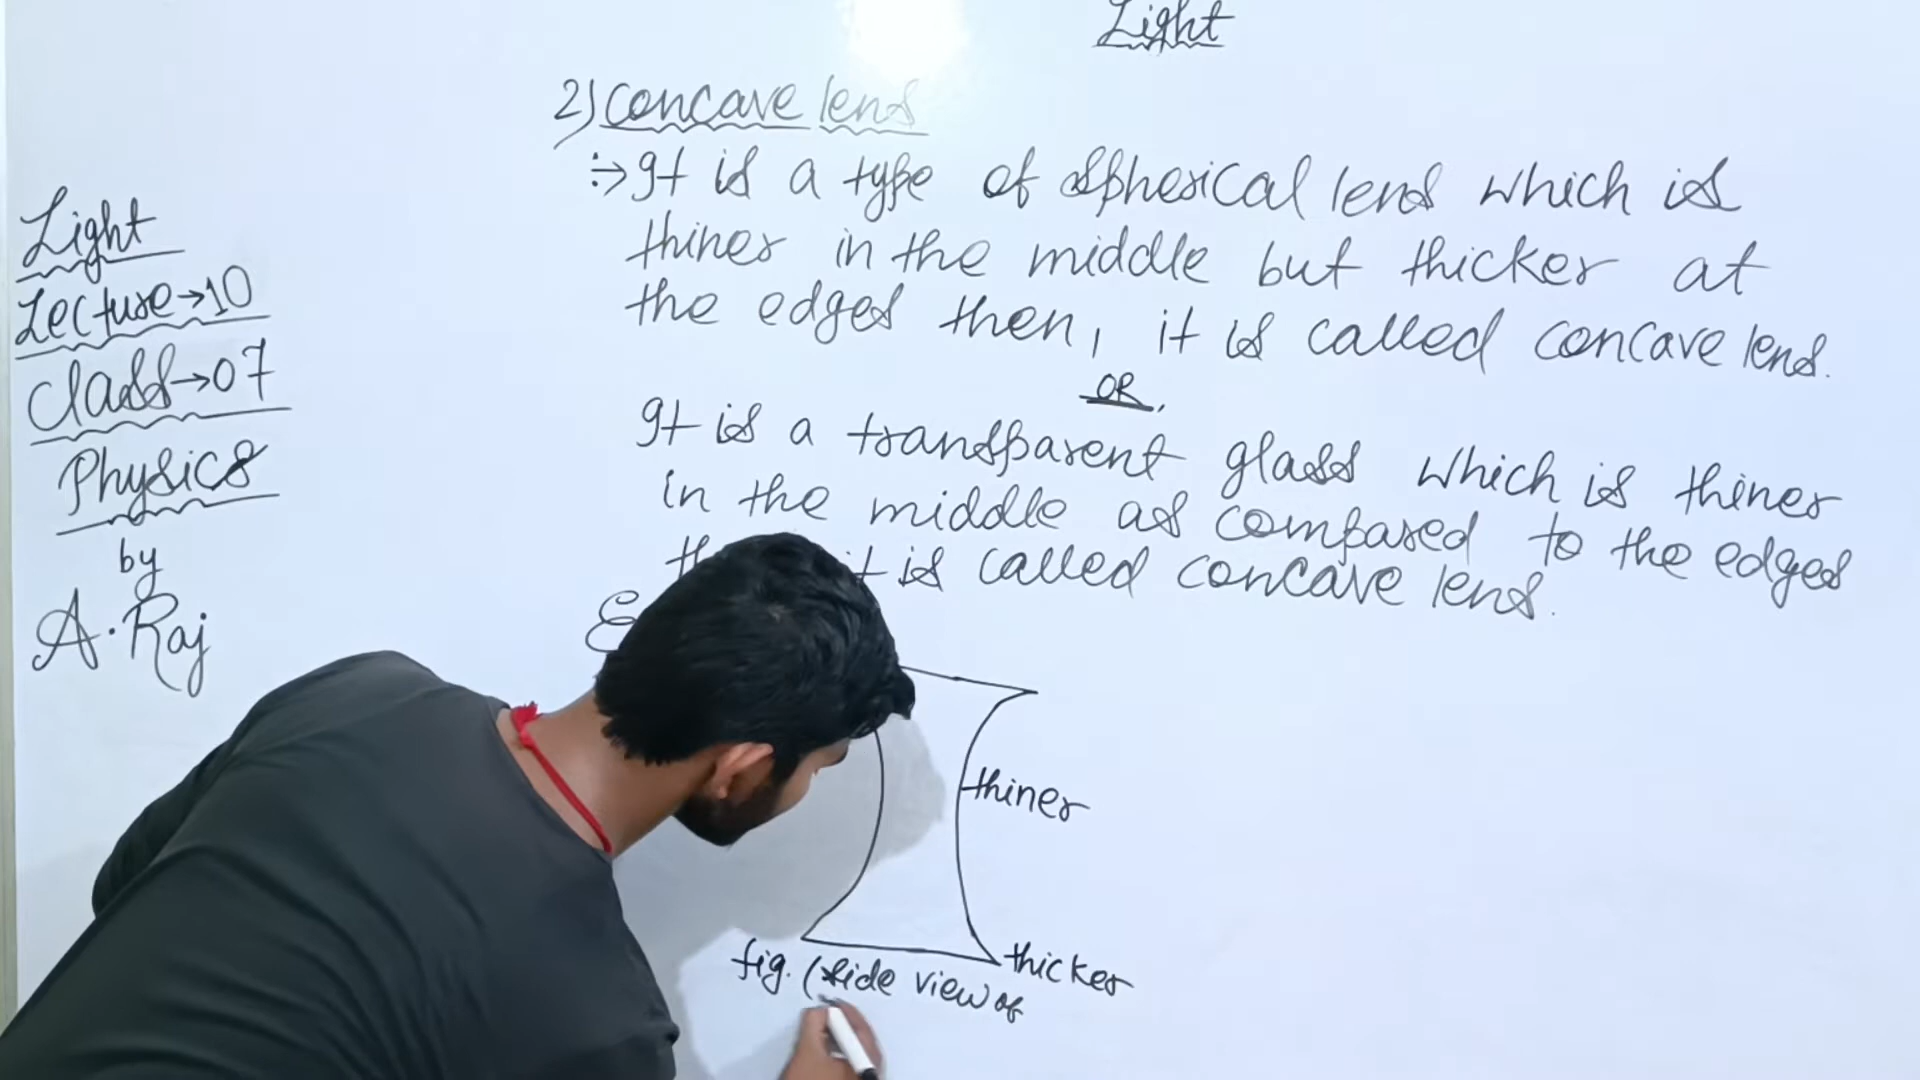 Light
2) Concave lens
It is a type of spherical lens which is
thiner in the middle but thicker at
the edges then, it is called concave lens.
OR,
It is a transparent glass which is thiner
in the middle as compared to the edges
it is called concave lens.
thiner
thicker
fig. (side view of
Light
Lecture→10
Class→07
Physics
by
A. Raj